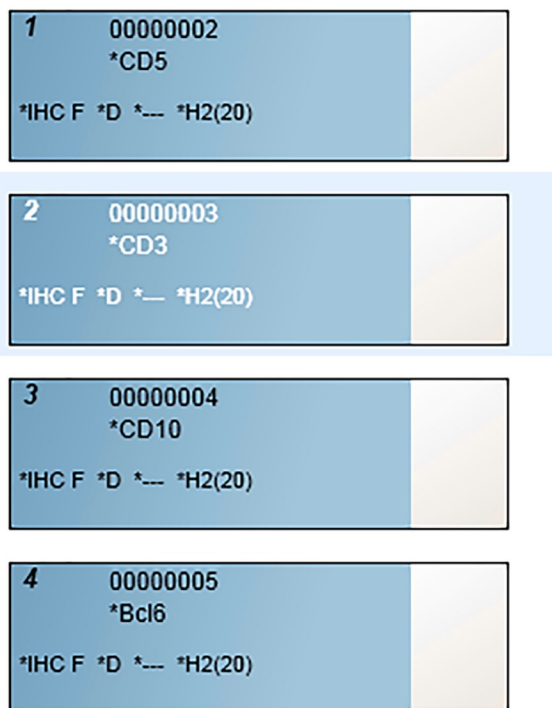 1 00000002
*CD5
*IHC F *D *--- *H2(20)
2 00000003
*CD3
*IHC F *D *--- *H2(20)
3 00000004
*CD10
*IHC F *D *--- *H2(20)
4 00000005
*Bcl6
*IHC F *D *--- *H2(20)